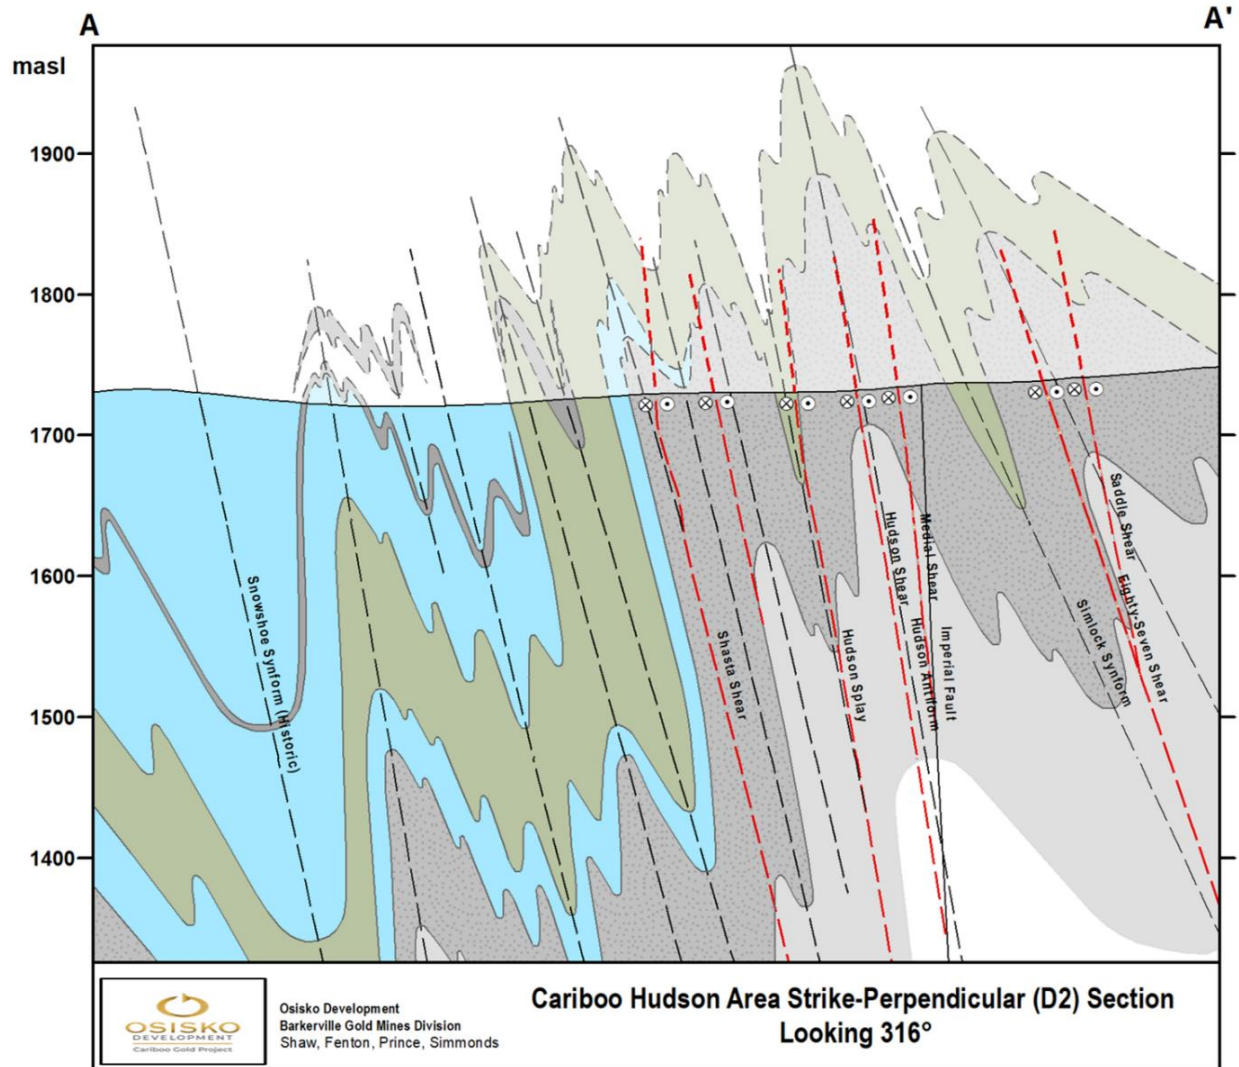 A
A'
masl
1900
1800
1700
1600
1500
1400
Snowshoe Synform (Historic)
Shasta Shear
Hudson Splay
Hudson Shear
Hudson Antiform
Medial Shear
Imperial Fault
Simlock Synform
Saddle Shear
Eighty-Seven Shear
OSISKO
DEVELOPMENT
Cariboo Gold Project
Osisko Development
Barkerville Gold Mines Division
Shaw, Fenton, Prince, Simmonds
Cariboo Hudson Area Strike-Perpendicular (D2) Section
Looking 316°